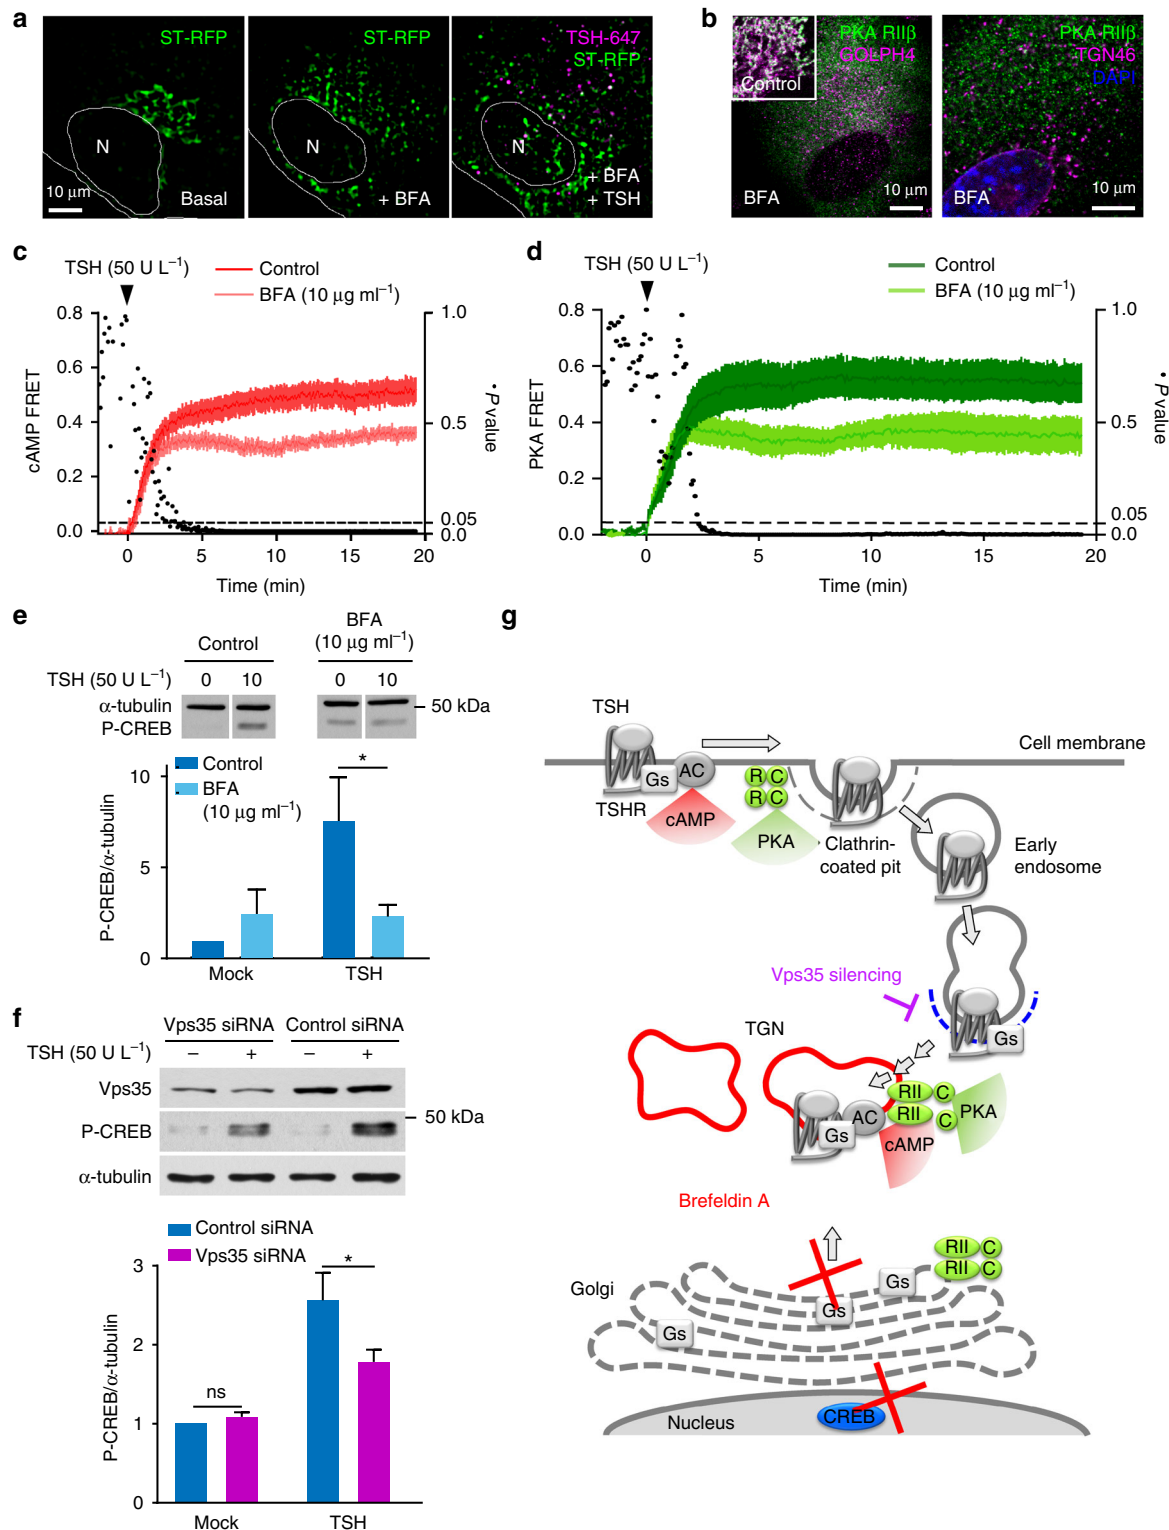 a
ST-RFP
N
10 μm
Basal
ST-RFP
N
+ BFA
TSH-647
ST-RFP
N
+ BFA
+ TSH
b
PKA RIIβ
GOLPH4
Control
BFA
10 μm
PKA RIIβ
TGN46
DAPI
BFA
10 μm
c
TSH (50 U L⁻¹)
Control
BFA (10 μg ml⁻¹)
0.8
0.6
0.4
0.2
0.0
cAMP FRET
1.0
0.5
0.05
0.0
• P value
0 5 10 15 20
Time (min)
d
TSH (50 U L⁻¹)
Control
BFA (10 μg ml⁻¹)
0.8
0.6
0.4
0.2
0.0
PKA FRET
1.0
0.5
0.05
0.0
• P value
0 5 10 15 20
Time (min)
e
Control
BFA
(10 μg ml⁻¹)
TSH (50 U L⁻¹) 0 10 0 10
α-tubulin
P-CREB
50 kDa
Control
BFA
(10 μg ml⁻¹)
*
10
5
0
P-CREB/α-tubulin
Mock TSH
f
Vps35 siRNA Control siRNA
TSH (50 U L⁻¹) − + − +
Vps35
P-CREB
50 kDa
α-tubulin
Control siRNA
Vps35 siRNA
ns
*
3
2
1
0
P-CREB/α-tubulin
Mock TSH
g
TSH
Cell membrane
Gs
AC
TSHR
cAMP
R C
R C
PKA
Clathrin-
coated pit
Early
endosome
Vps35 silencing
Gs
TGN
Gs
AC
RII C
RII C
cAMP
PKA
Brefeldin A
Golgi
RII C
RII C
Gs
Gs
Gs
Nucleus
CREB